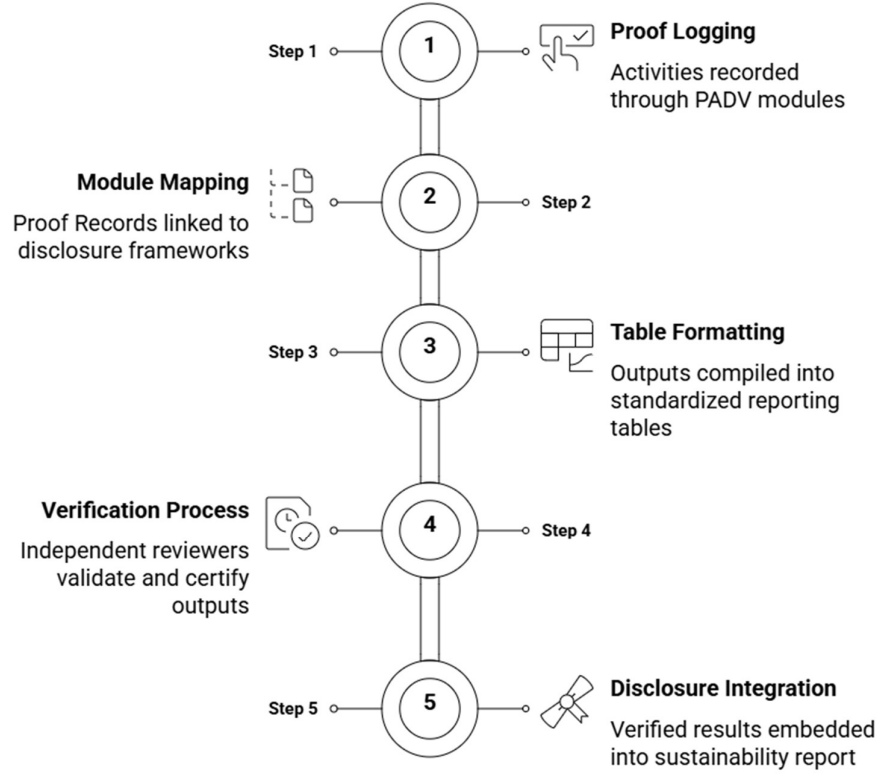 Step 1
1
Proof Logging
Activities recorded
through PADV modules
Module Mapping
Proof Records linked to
disclosure frameworks
2
Step 2
Step 3
3
Table Formatting
Outputs compiled into
standardized reporting
tables
Verification Process
Independent reviewers
validate and certify
outputs
4
Step 4
Step 5
5
Disclosure Integration
Verified results embedded
into sustainability report